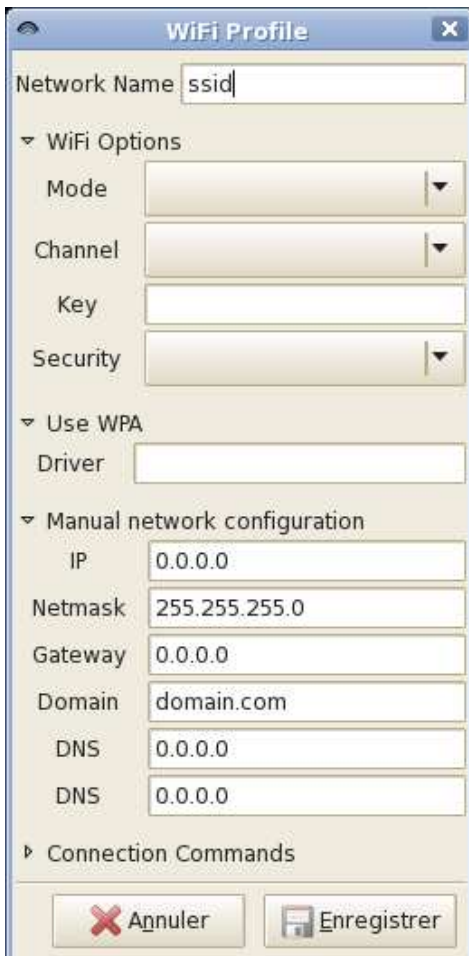 WiFi Profile
Network Name ssid
WiFi Options
Mode
Channel
Key
Security
Use WPA
Driver
Manual network configuration
IP 0.0.0.0
Netmask 255.255.255.0
Gateway 0.0.0.0
Domain domain.com
DNS 0.0.0.0
DNS 0.0.0.0
Connection Commands
Annuler Enregistrer